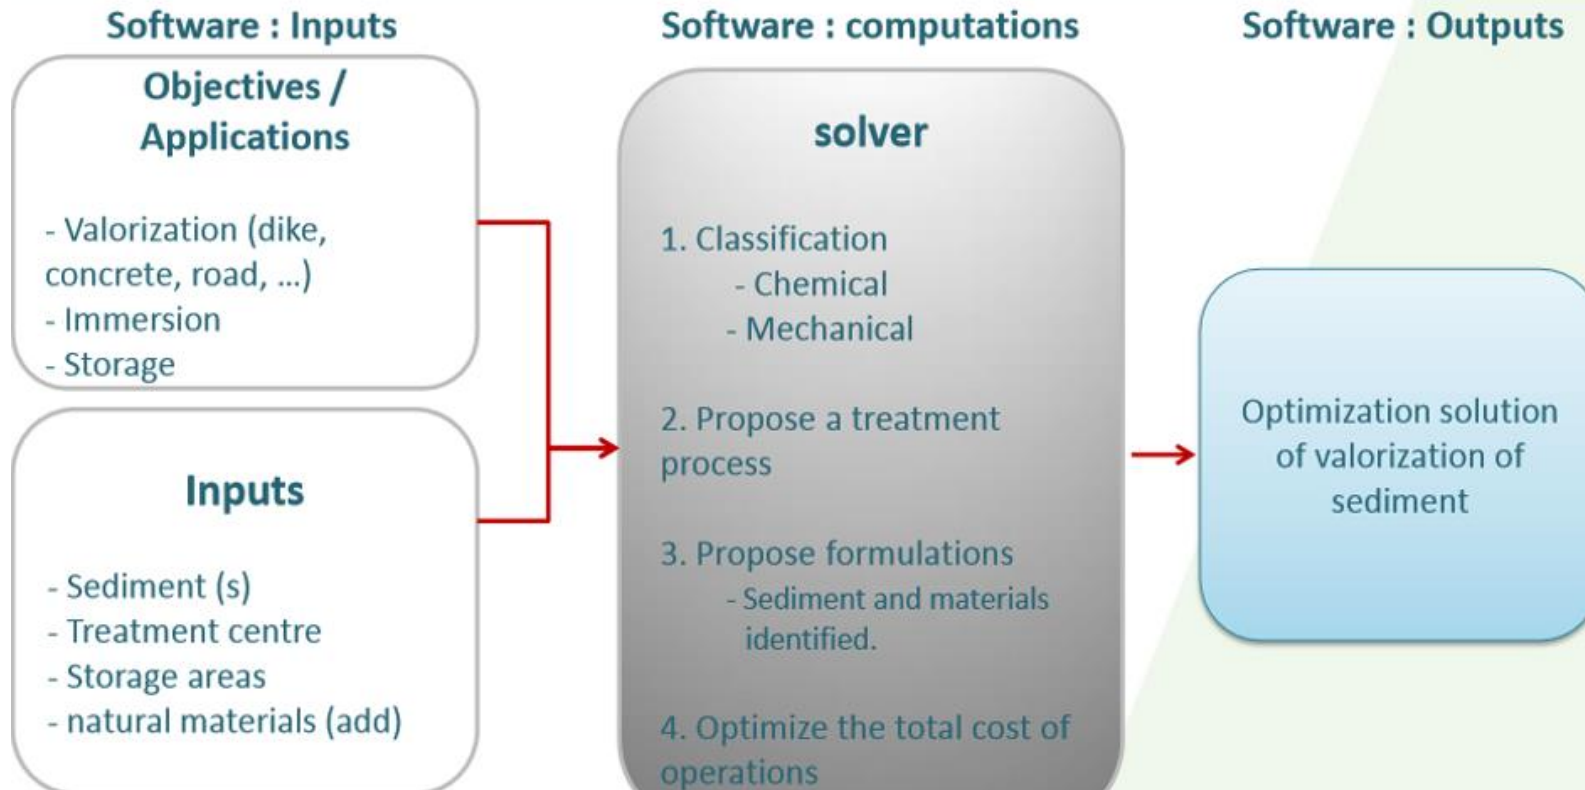 Software : Inputs
Software : computations
Software : Outputs
Objectives /
Applications
- Valorization (dike,
concrete, road, ...)
- Immersion
- Storage
Inputs
- Sediment (s)
- Treatment centre
- Storage areas
- natural materials (add)
solver
1. Classification
- Chemical
- Mechanical
2. Propose a treatment
process
3. Propose formulations
- Sediment and materials
identified.
4. Optimize the total cost of
operations
Optimization solution
of valorization of
sediment